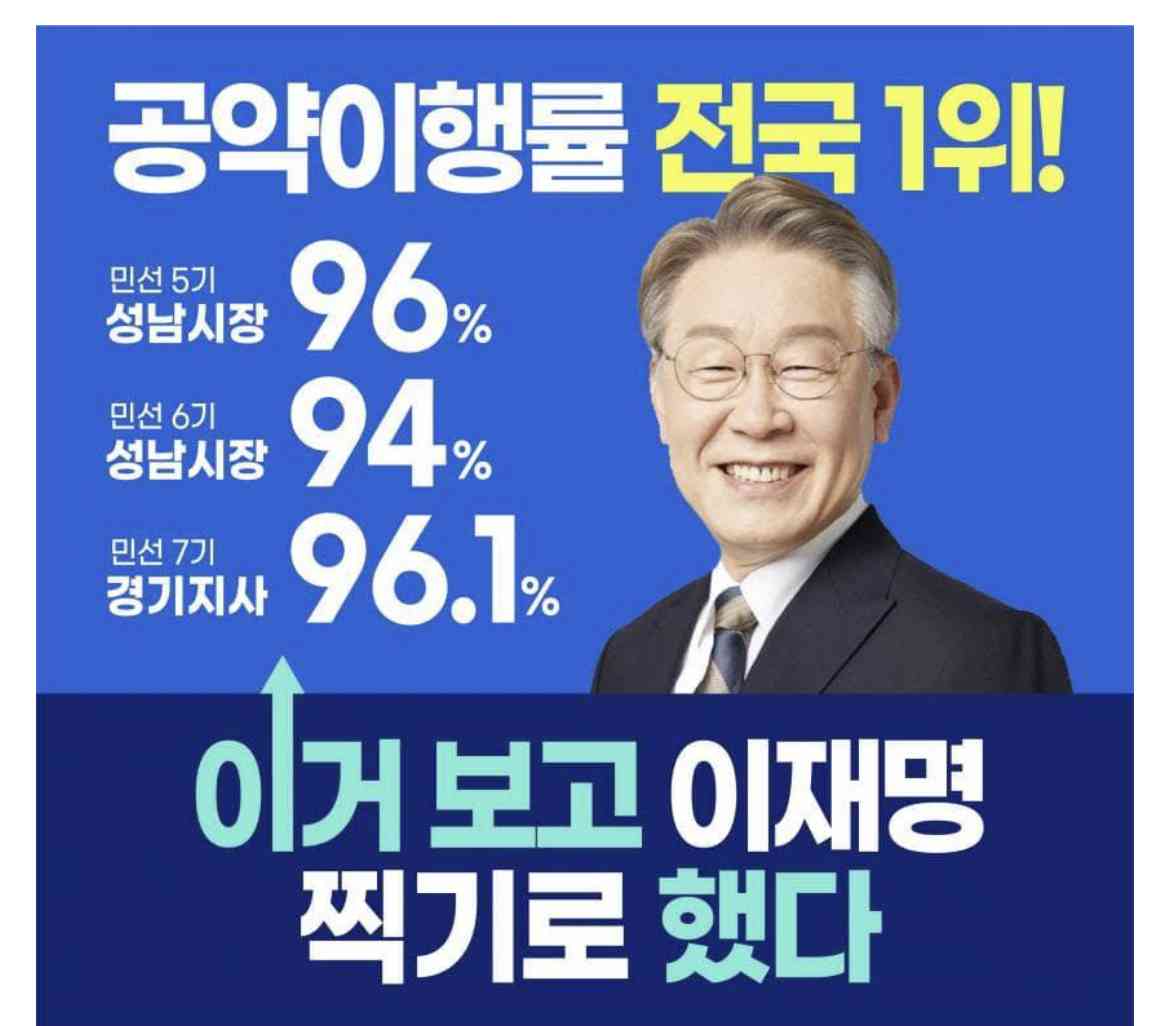 공약이행률 전국 1위!
민선 5기
성남시장 96%
민선 6기
성남시장 94%
민선 7기
경기지사 96.1%
이거 보고 이재명
찍기로 했다